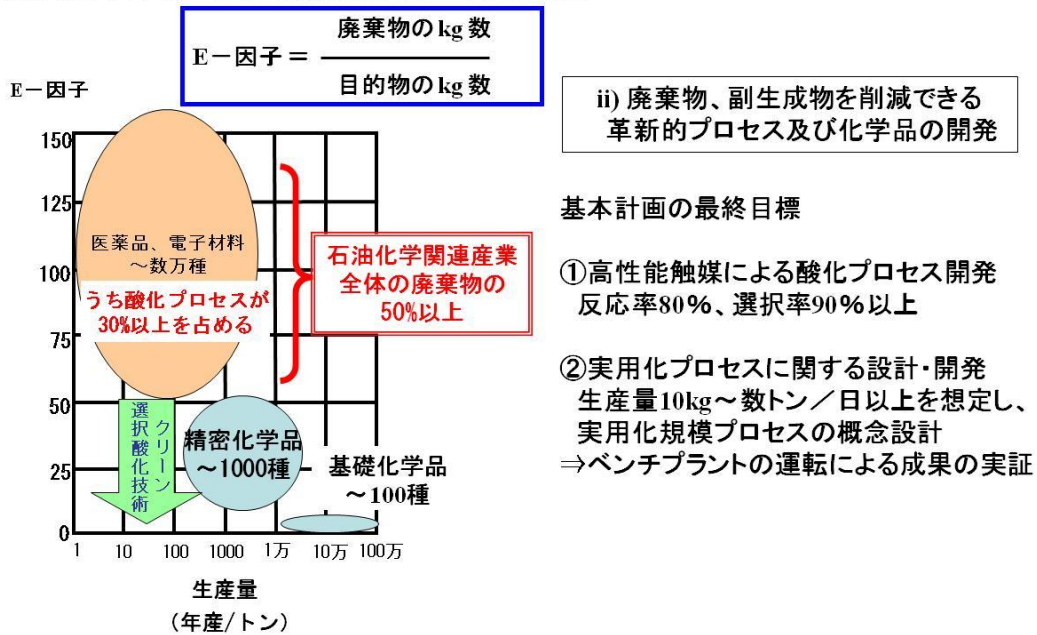 E－因子 ＝ 廃棄物のkg数
目的物のkg数
E－因子
150
125
100
75
50
25
0
1
10
100
1000
1万
10万
100万
生産量
（年産/トン）
医薬品、電子材料
～数万種
うち酸化プロセスが
30%以上を占める
石油化学関連産業
全体の廃棄物の
50%以上
クリーン
選択酸化技術
精密化学品
～1000種
基礎化学品
～100種
ii) 廃棄物、副生成物を削減できる
革新的プロセス及び化学品の開発
基本計画の最終目標
①高性能触媒による酸化プロセス開発
反応率80％、選択率90％以上
②実用化プロセスに関する設計・開発
生産量10kg～数トン／日以上を想定し、
実用化規模プロセスの概念設計
⇒ベンチプラントの運転による成果の実証